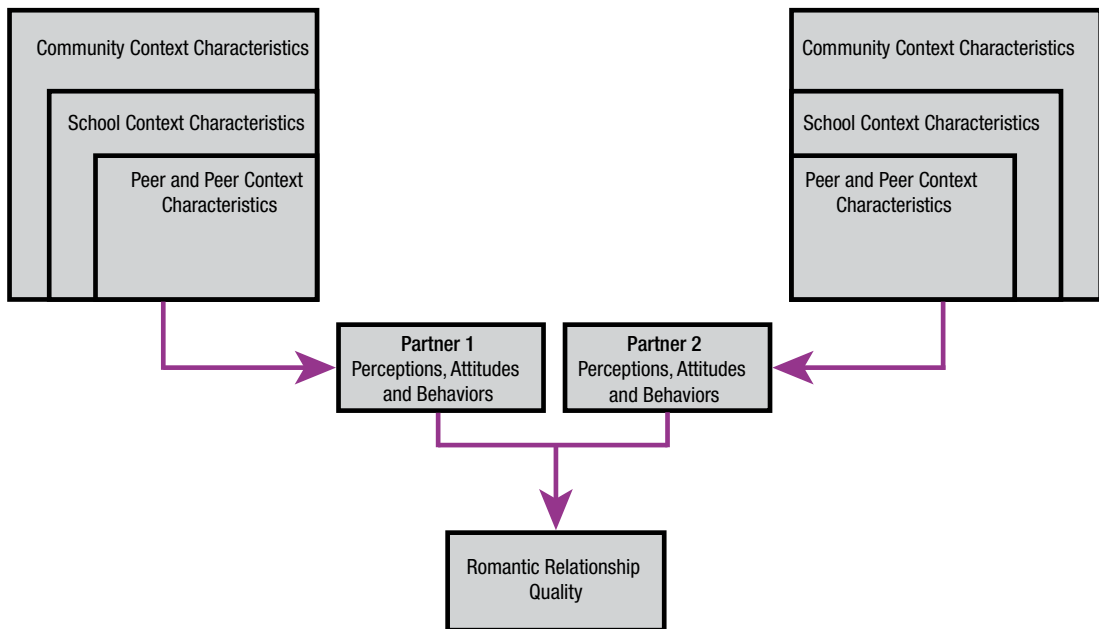 Community Context Characteristics
School Context Characteristics
Peer and Peer Context
Characteristics
Community Context Characteristics
School Context Characteristics
Peer and Peer Context
Characteristics
Partner 1
Perceptions, Attitudes
and Behaviors
Partner 2
Perceptions, Attitudes
and Behaviors
Romantic Relationship
Quality